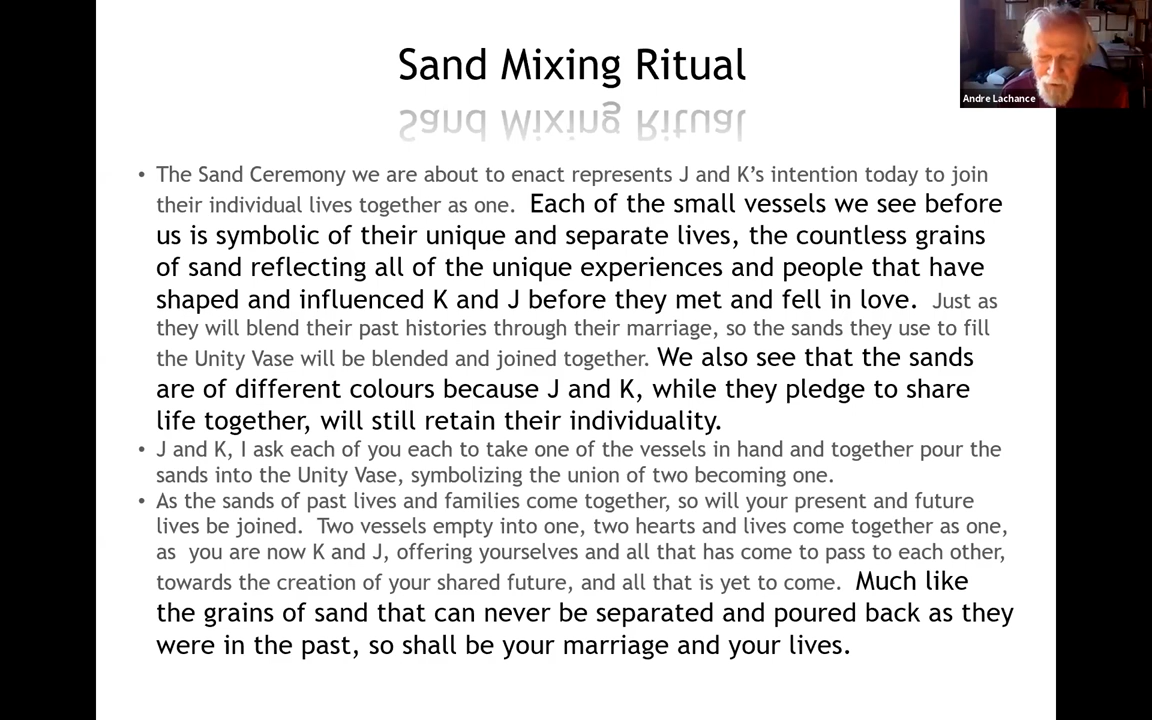 Sand Mixing Ritual
Andre Lachance
• The Sand Ceremony we are about to enact represents J and K’s intention today to join
their individual lives together as one.  Each of the small vessels we see before
us is symbolic of their unique and separate lives, the countless grains
of sand reflecting all of the unique experiences and people that have
shaped and influenced K and J before they met and fell in love.  Just as
they will blend their past histories through their marriage, so the sands they use to fill
the Unity Vase will be blended and joined together. We also see that the sands
are of different colours because J and K, while they pledge to share
life together, will still retain their individuality.
• J and K, I ask each of you each to take one of the vessels in hand and together pour the
sands into the Unity Vase, symbolizing the union of two becoming one.
• As the sands of past lives and families come together, so will your present and future
lives be joined.  Two vessels empty into one, two hearts and lives come together as one,
as  you are now K and J, offering yourselves and all that has come to pass to each other,
towards the creation of your shared future, and all that is yet to come.  Much like
the grains of sand that can never be separated and poured back as they
were in the past, so shall be your marriage and your lives.